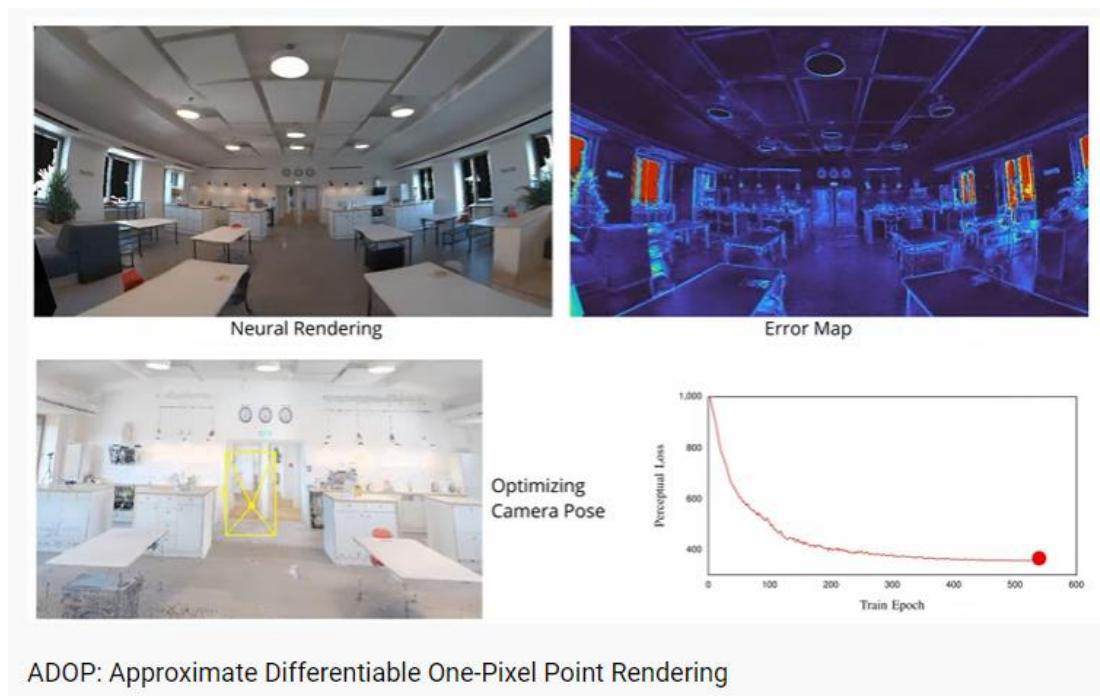 Neural Rendering
Error Map
Optimizing
Camera Pose
1,000
800
600
400
Perceptual Loss
0 100 200 300 400 500 600
Train Epoch
ADOP: Approximate Differentiable One-Pixel Point Rendering